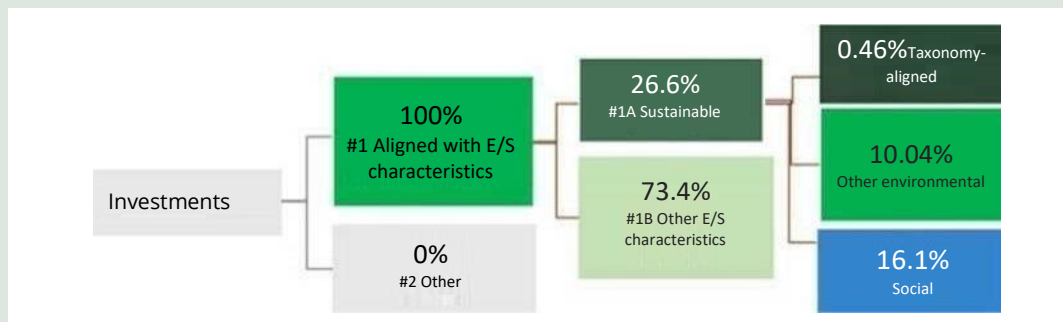 Investments
100%
#1 Aligned with E/S
characteristics
0%
#2 Other
26.6%
#1A Sustainable
73.4%
#1B Other E/S
characteristics
0.46%Taxonomy-
aligned
10.04%
Other environmental
16.1%
Social